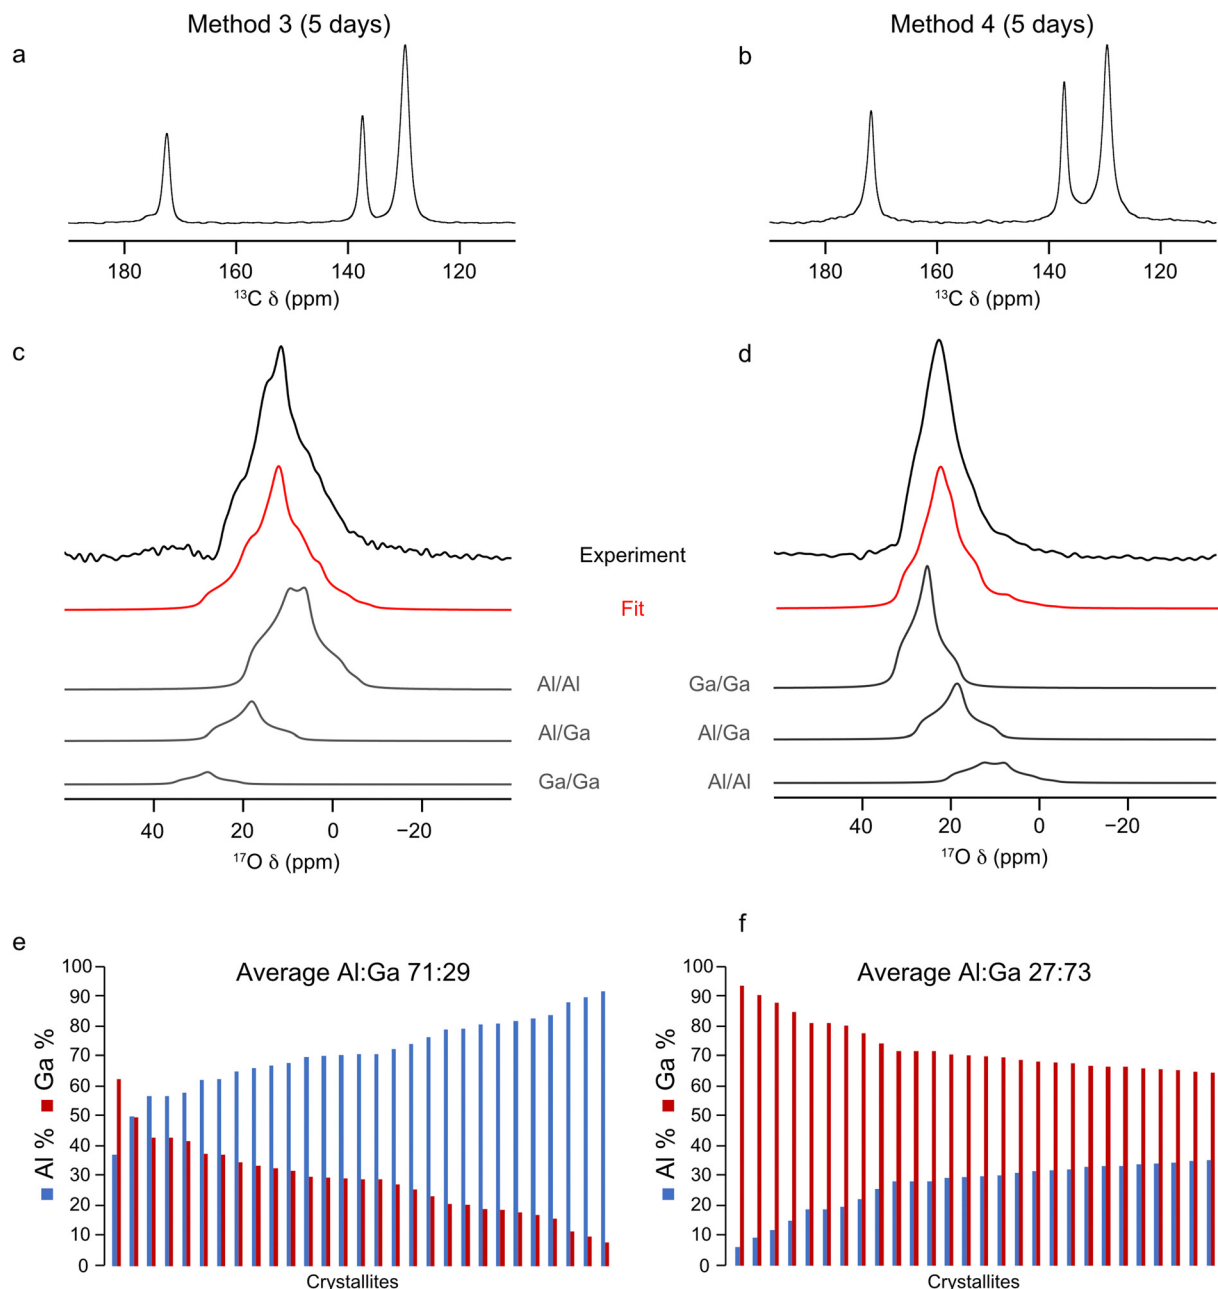 Method 3 (5 days)
Method 4 (5 days)
a
b
180 160 140 120
180 160 140 120
¹³C δ (ppm)
¹³C δ (ppm)
c
d
Experiment
Fit
Al/Al
Ga/Ga
Al/Ga
Al/Ga
Ga/Ga
Al/Al
40 20 0 −20
40 20 0 −20
¹⁷O δ (ppm)
¹⁷O δ (ppm)
e
Average Al:Ga 71:29
100
90
80
70
60
50
40
30
20
10
0
Al % Ga %
Crystallites
f
Average Al:Ga 27:73
100
90
80
70
60
50
40
30
20
10
0
Al % Ga %
Crystallites